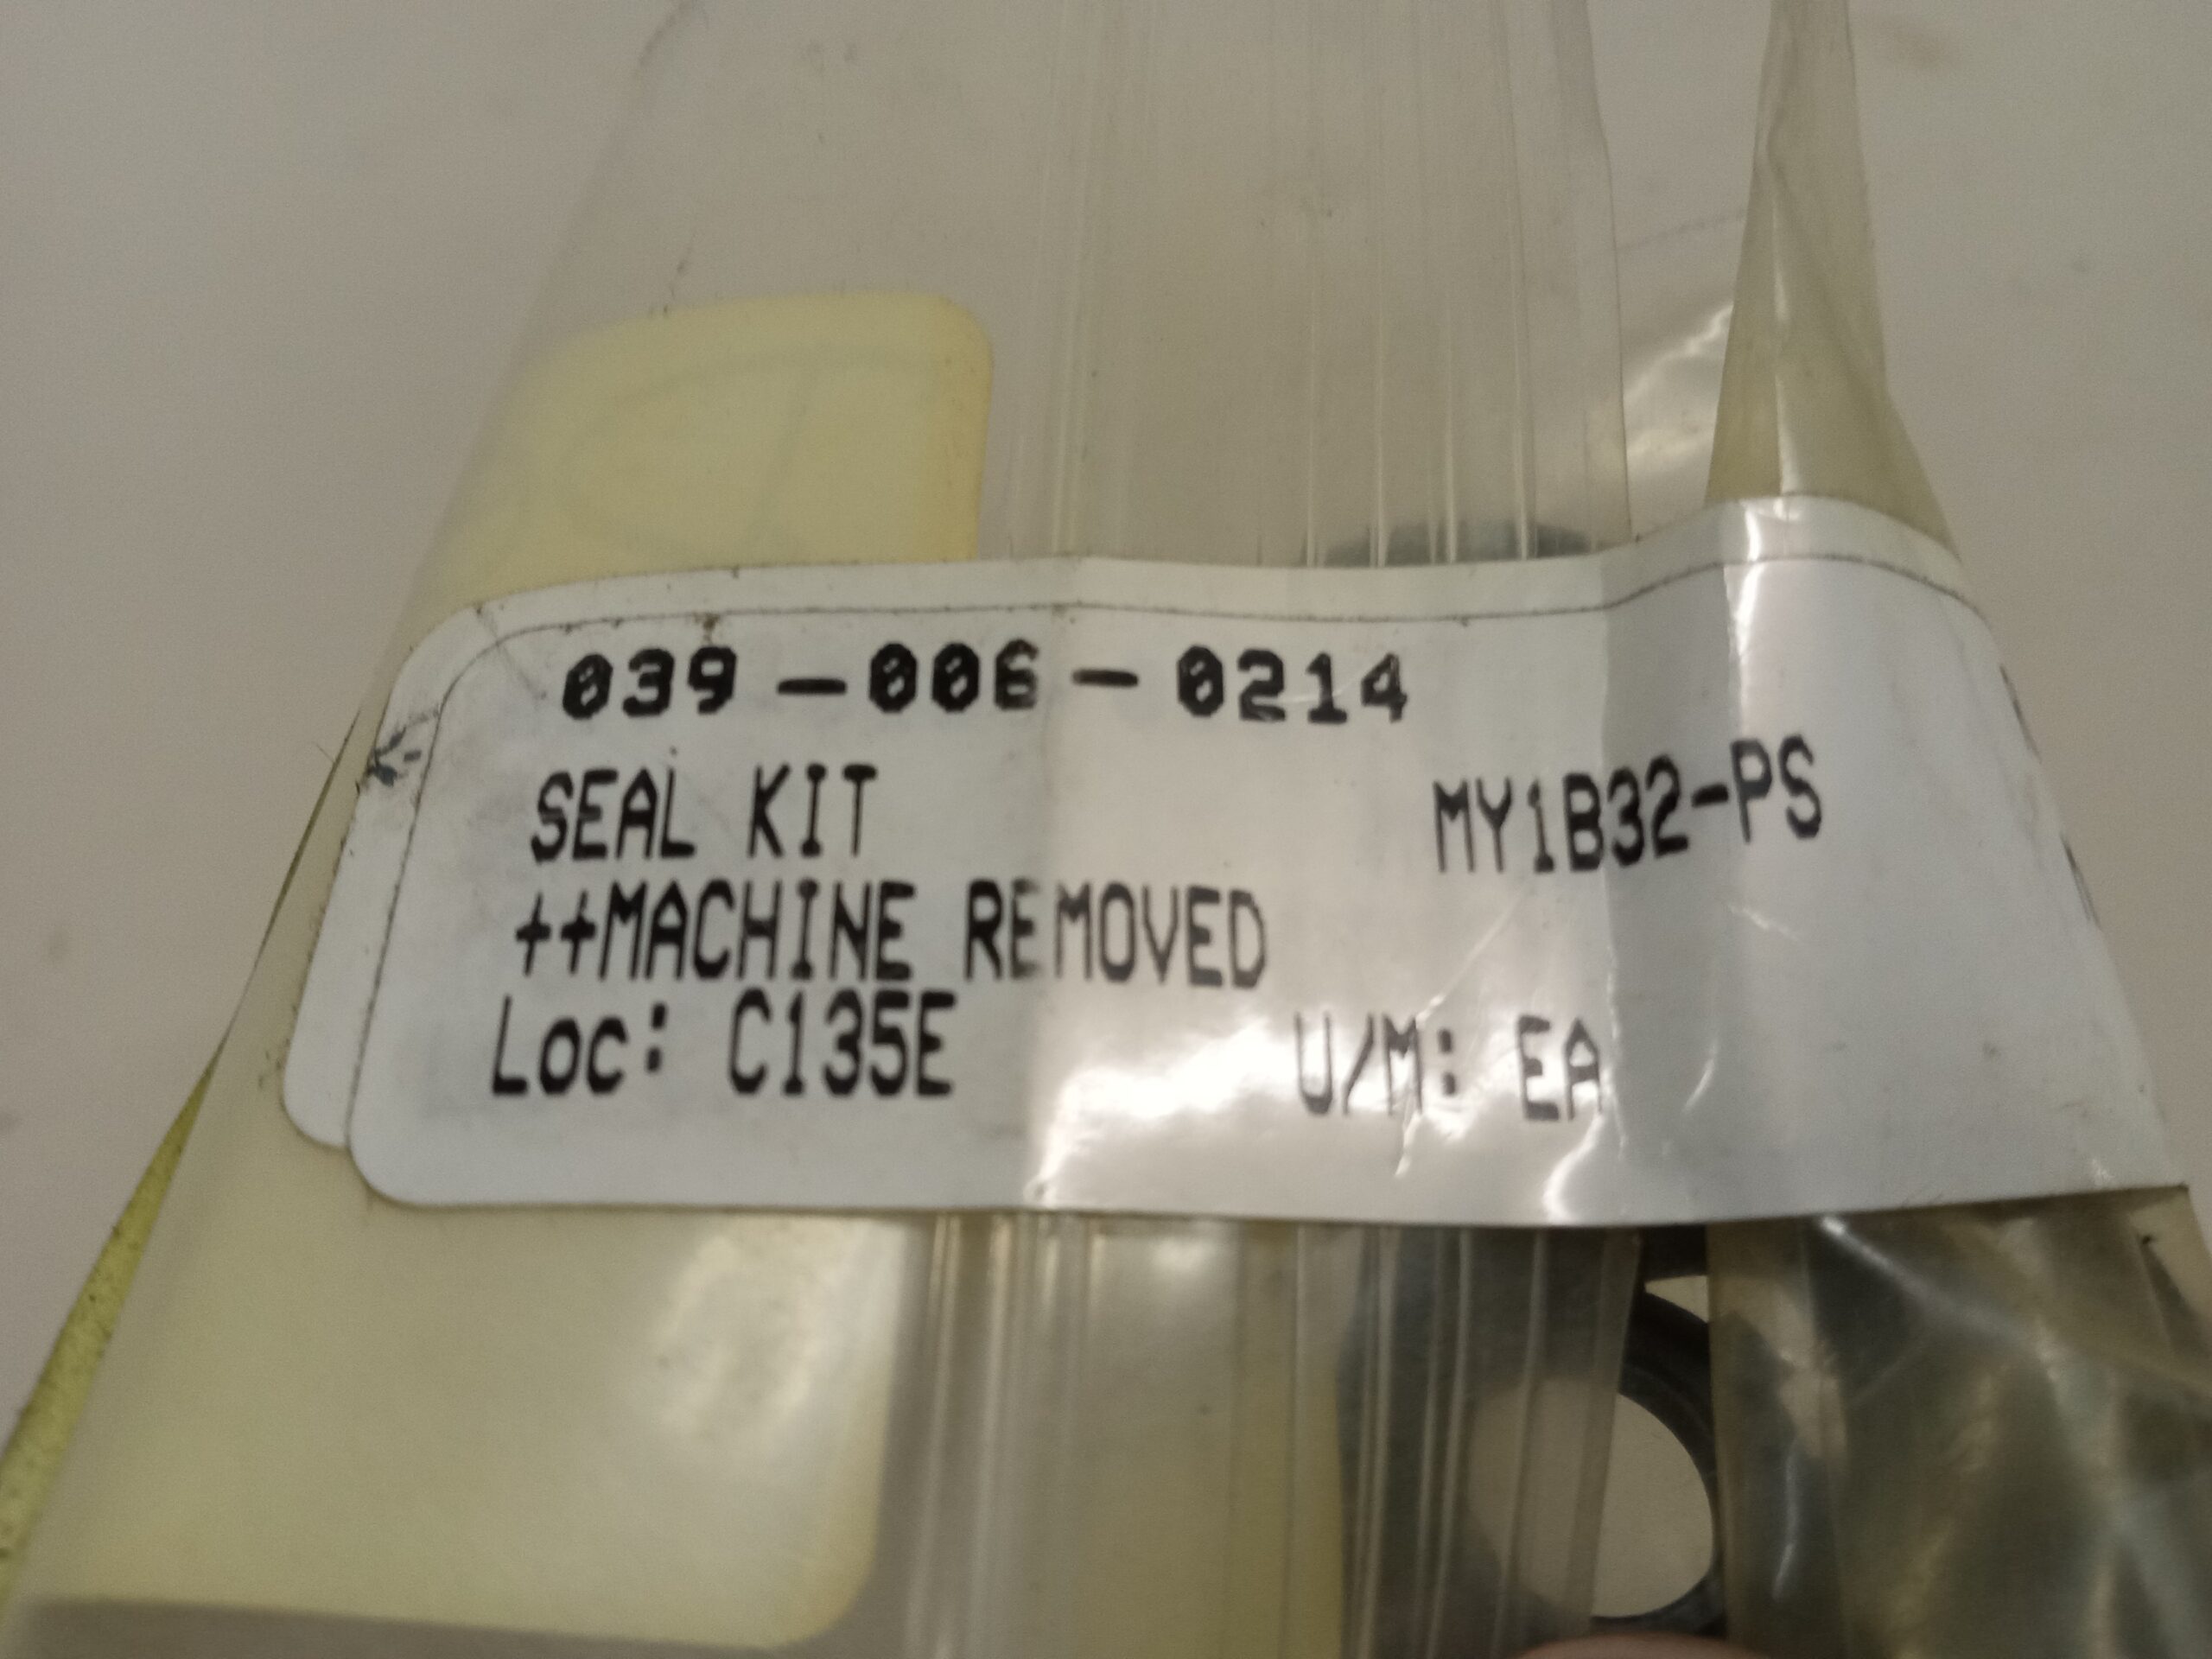 039-006-0214
SEAL KIT MY1B32-PS
++MACHINE REMOVED
Loc: C135E U/M: EA